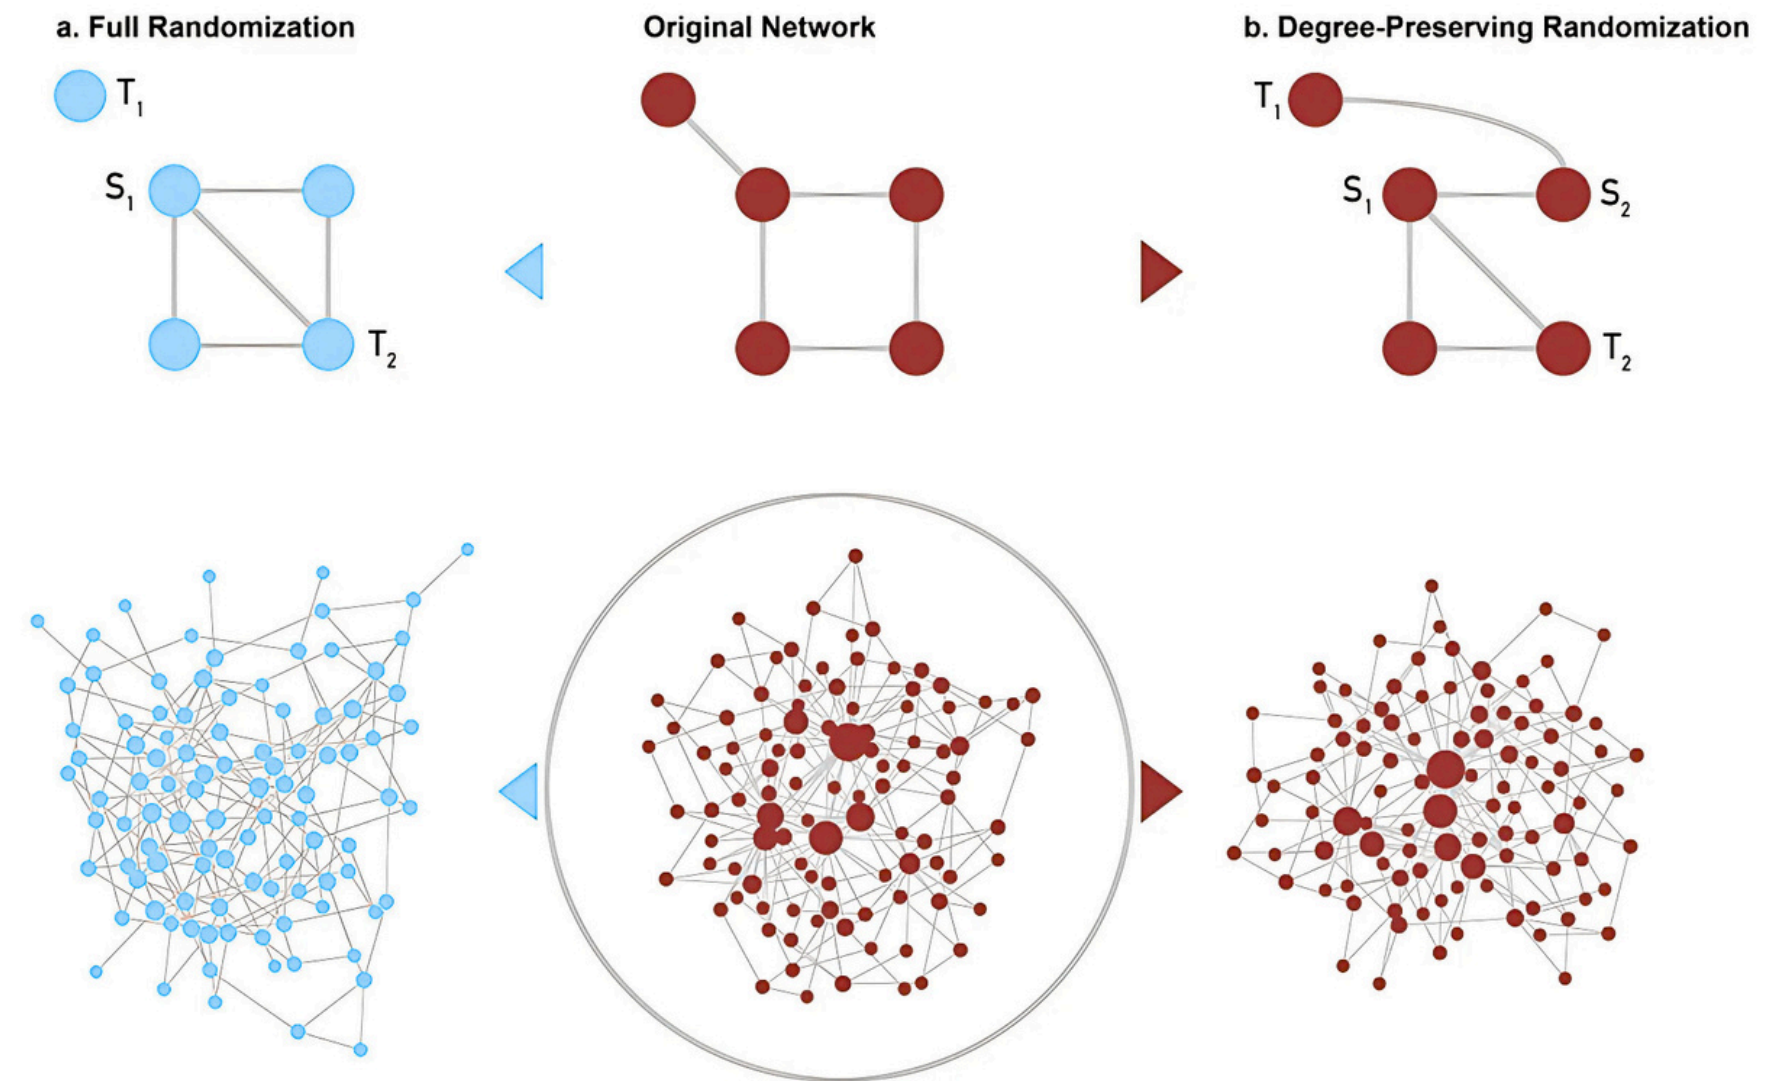 a. Full Randomization
Original Network
b. Degree-Preserving Randomization
T1
S1
T2
T1
S1
S2
T2